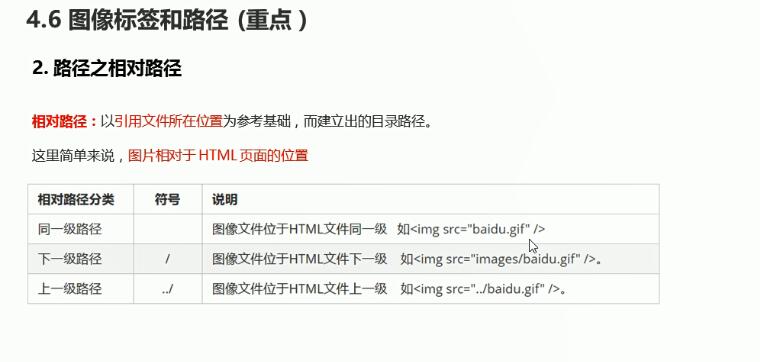 4.6 图像标签和路径 (重点)
2. 路径之相对路径
相对路径：以引用文件所在位置为参考基础，而建立出的目录路径。
这里简单来说，图片相对于 HTML 页面的位置
相对路径分类 符号 说明
同一级路径 图像文件位于HTML文件同一级 如<img src="baidu.gif" />
下一级路径 / 图像文件位于HTML文件下一级 如<img src="images/baidu.gif" />。
上一级路径 ../ 图像文件位于HTML文件上一级 如<img src="../baidu.gif" />。